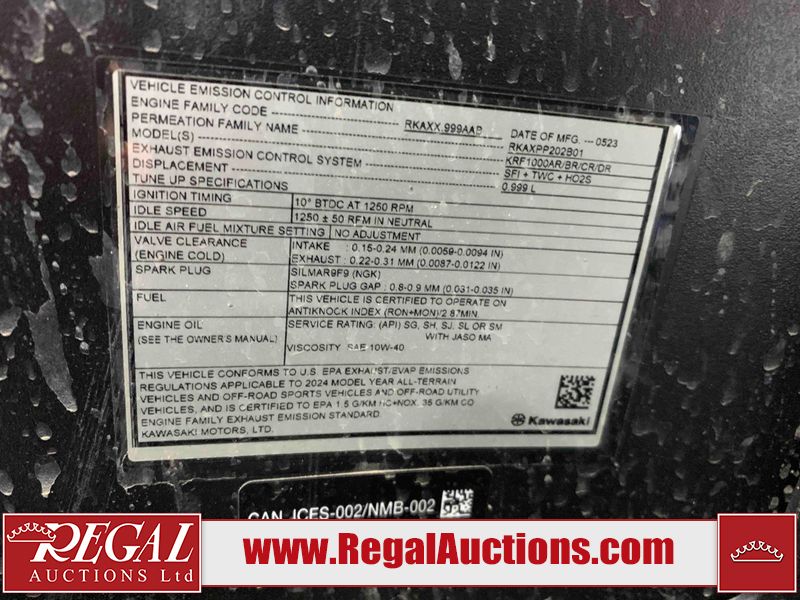 VEHICLE EMISSION CONTROL INFORMATION
ENGINE FAMILY CODE RKAXX.999AAP DATE OF MFG. 0523
PERMEATION FAMILY NAME RKAXPP202B01
MODEL(S) KRF1000AR/BR/CR/DR
EXHAUST EMISSION CONTROL SYSTEM SFI + TWC + HO2S
DISPLACEMENT 0.999 L
TUNE UP SPECIFICATIONS
IGNITION TIMING 10° BTDC AT 1250 RPM
IDLE SPEED 1250 ± 50 RPM IN NEUTRAL
IDLE AIR FUEL MIXTURE SETTING NO ADJUSTMENT
VALVE CLEARANCE INTAKE : 0.15-0.24 MM (0.0059-0.0094 IN)
(ENGINE COLD) EXHAUST : 0.22-0.31 MM (0.0087-0.0122 IN)
SPARK PLUG SILMAR9F9 (NGK)
SPARK PLUG GAP : 0.8-0.9 MM (0.031-0.035 IN)
FUEL THIS VEHICLE IS CERTIFIED TO OPERATE ON
ANTIKNOCK INDEX (RON+MON)/2 87MIN.
ENGINE OIL SERVICE RATING: (API) SG, SH, SJ, SL OR SM
(SEE THE OWNER'S MANUAL) WITH JASO MA
VISCOSITY SAE 10W-40
THIS VEHICLE CONFORMS TO U.S. EPA EXHAUST/EVAP EMISSIONS
REGULATIONS APPLICABLE TO 2024 MODEL YEAR ALL-TERRAIN
VEHICLES AND OFF-ROAD SPORTS VEHICLES AND OFF-ROAD UTILITY
VEHICLES, AND IS CERTIFIED TO EPA 1.5 G/KM HC+NOX. 35 G/KM CO
ENGINE FAMILY EXHAUST EMISSION STANDARD.
KAWASAKI MOTORS, LTD.
Kawasaki
CAN ICES-002/NMB-002
REGAL
AUCTIONS Ltd
www.RegalAuctions.com